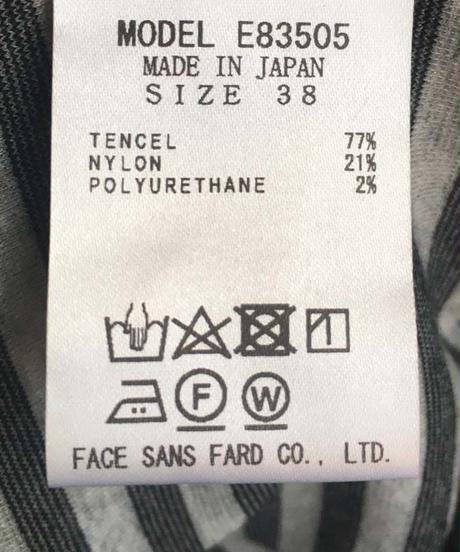 MODEL E83505
MADE IN JAPAN
SIZE 38
TENCEL 77%
NYLON 21%
POLYURETHANE 2%
F W
FACE SANS FARD CO., LTD.